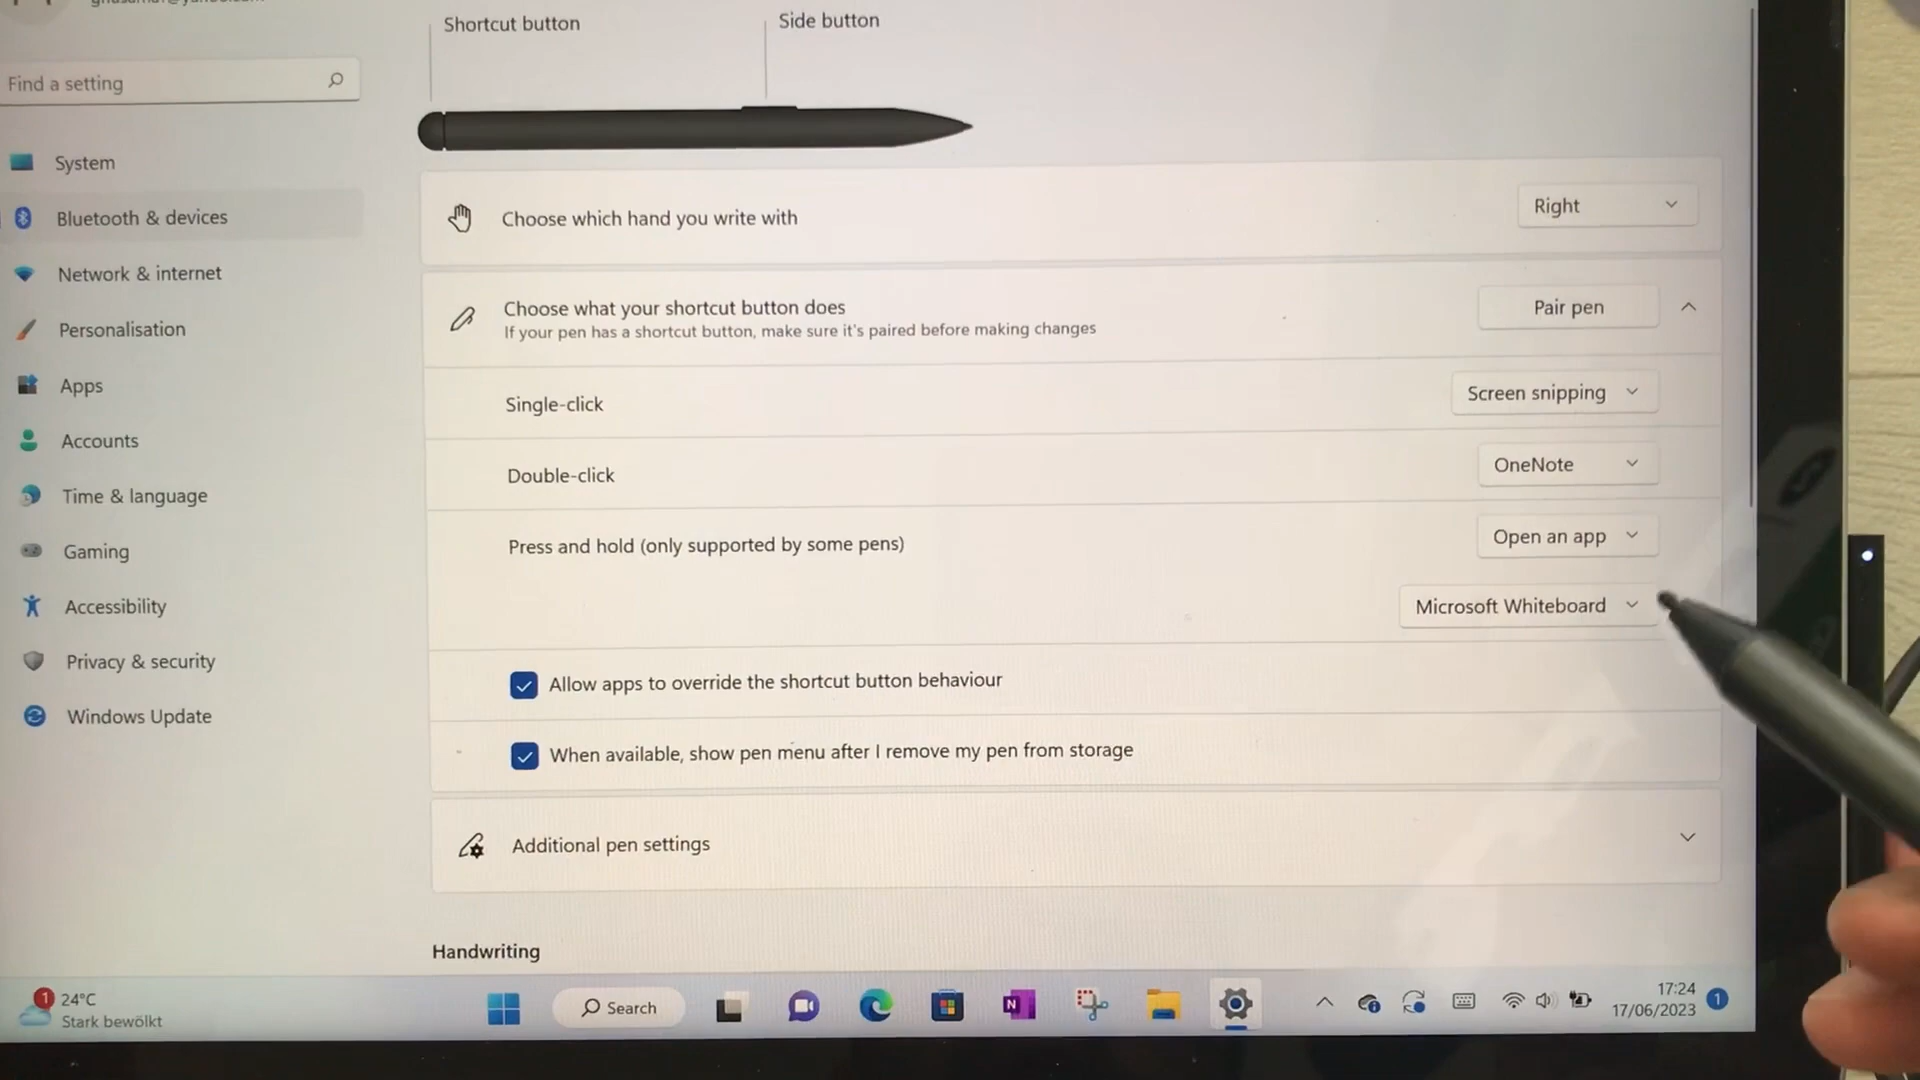 Shortcut button
Side button
Find a setting
System
Bluetooth & devices
Network & internet
Personalisation
Apps
Accounts
Time & language
Gaming
Accessibility
Privacy & security
Windows Update
Choose which hand you write with
Right
Choose what your shortcut button does
If your pen has a shortcut button, make sure it's paired before making changes
Pair pen
Single-click
Screen snipping
Double-click
OneNote
Press and hold (only supported by some pens)
Open an app
Microsoft Whiteboard
Allow apps to override the shortcut button behaviour
When available, show pen menu after I remove my pen from storage
Additional pen settings
Handwriting
1
24°C
Stark bewölkt
Search
N
17:24
17/06/2023
1